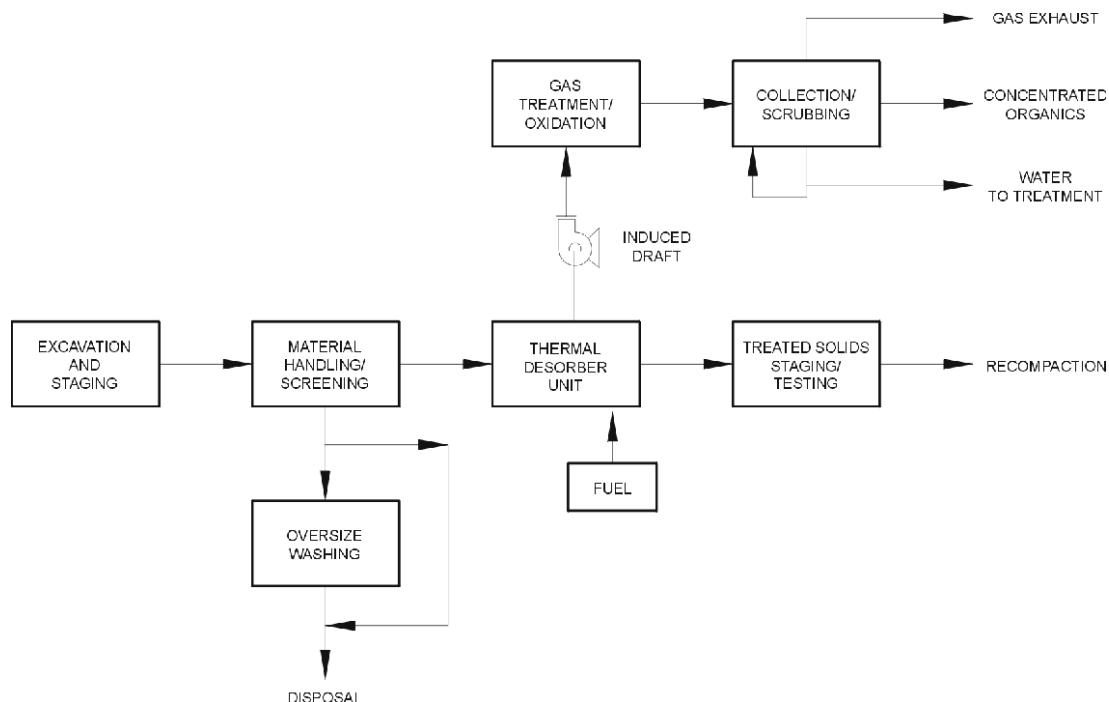 GAS EXHAUST
GAS
TREATMENT/
OXIDATION
COLLECTION/
SCRUBBING
CONCENTRATED
ORGANICS
WATER
TO TREATMENT
INDUCED
DRAFT
EXCAVATION
AND
STAGING
MATERIAL
HANDLING/
SCREENING
THERMAL
DESORBER
UNIT
TREATED SOLIDS
STAGING/
TESTING
RECOMPACTION
FUEL
OVERSIZE
WASHING
DISPOSAL